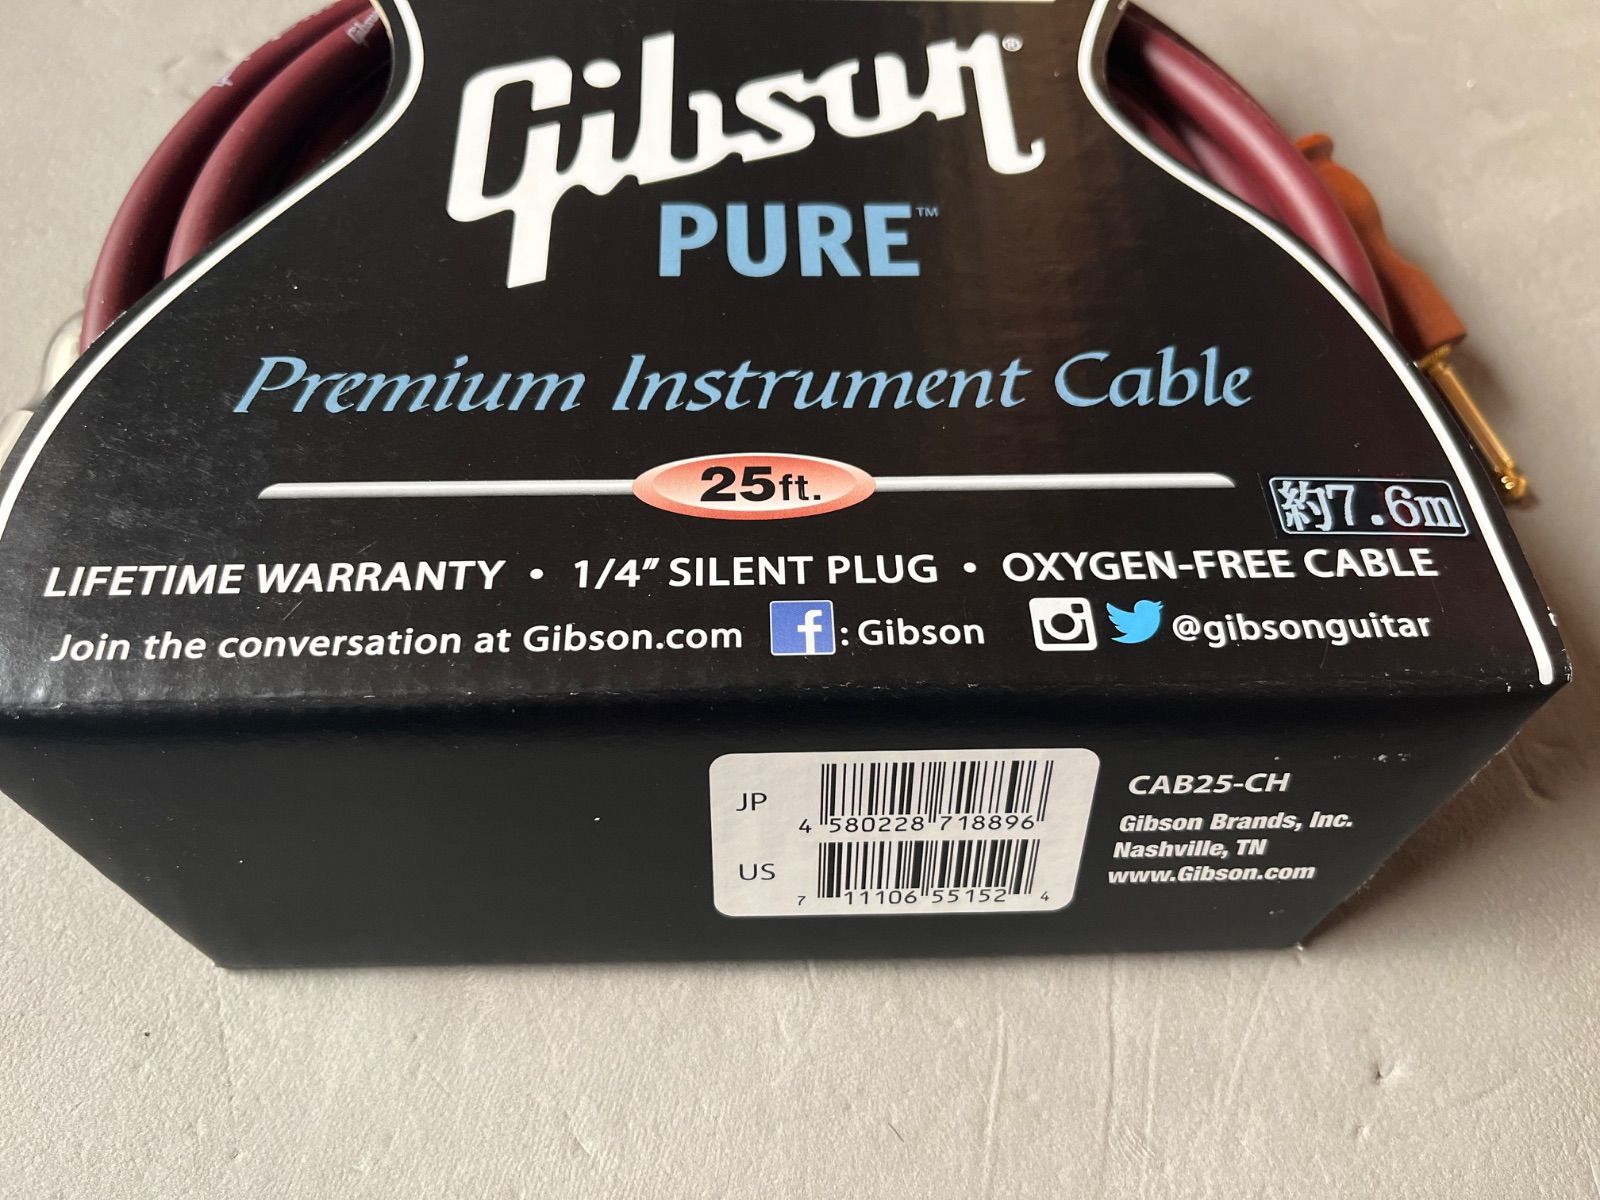 Gibson
Gibson®
PURE™
Premium Instrument Cable
25ft.
約7.6m
LIFETIME WARRANTY • 1/4" SILENT PLUG • OXYGEN-FREE CABLE
Join the conversation at Gibson.com f : Gibson @gibsonguitar
JP
4 580228 718896
US
7 11106 55152 4
CAB25-CH
Gibson Brands, Inc.
Nashville, TN
www.Gibson.com